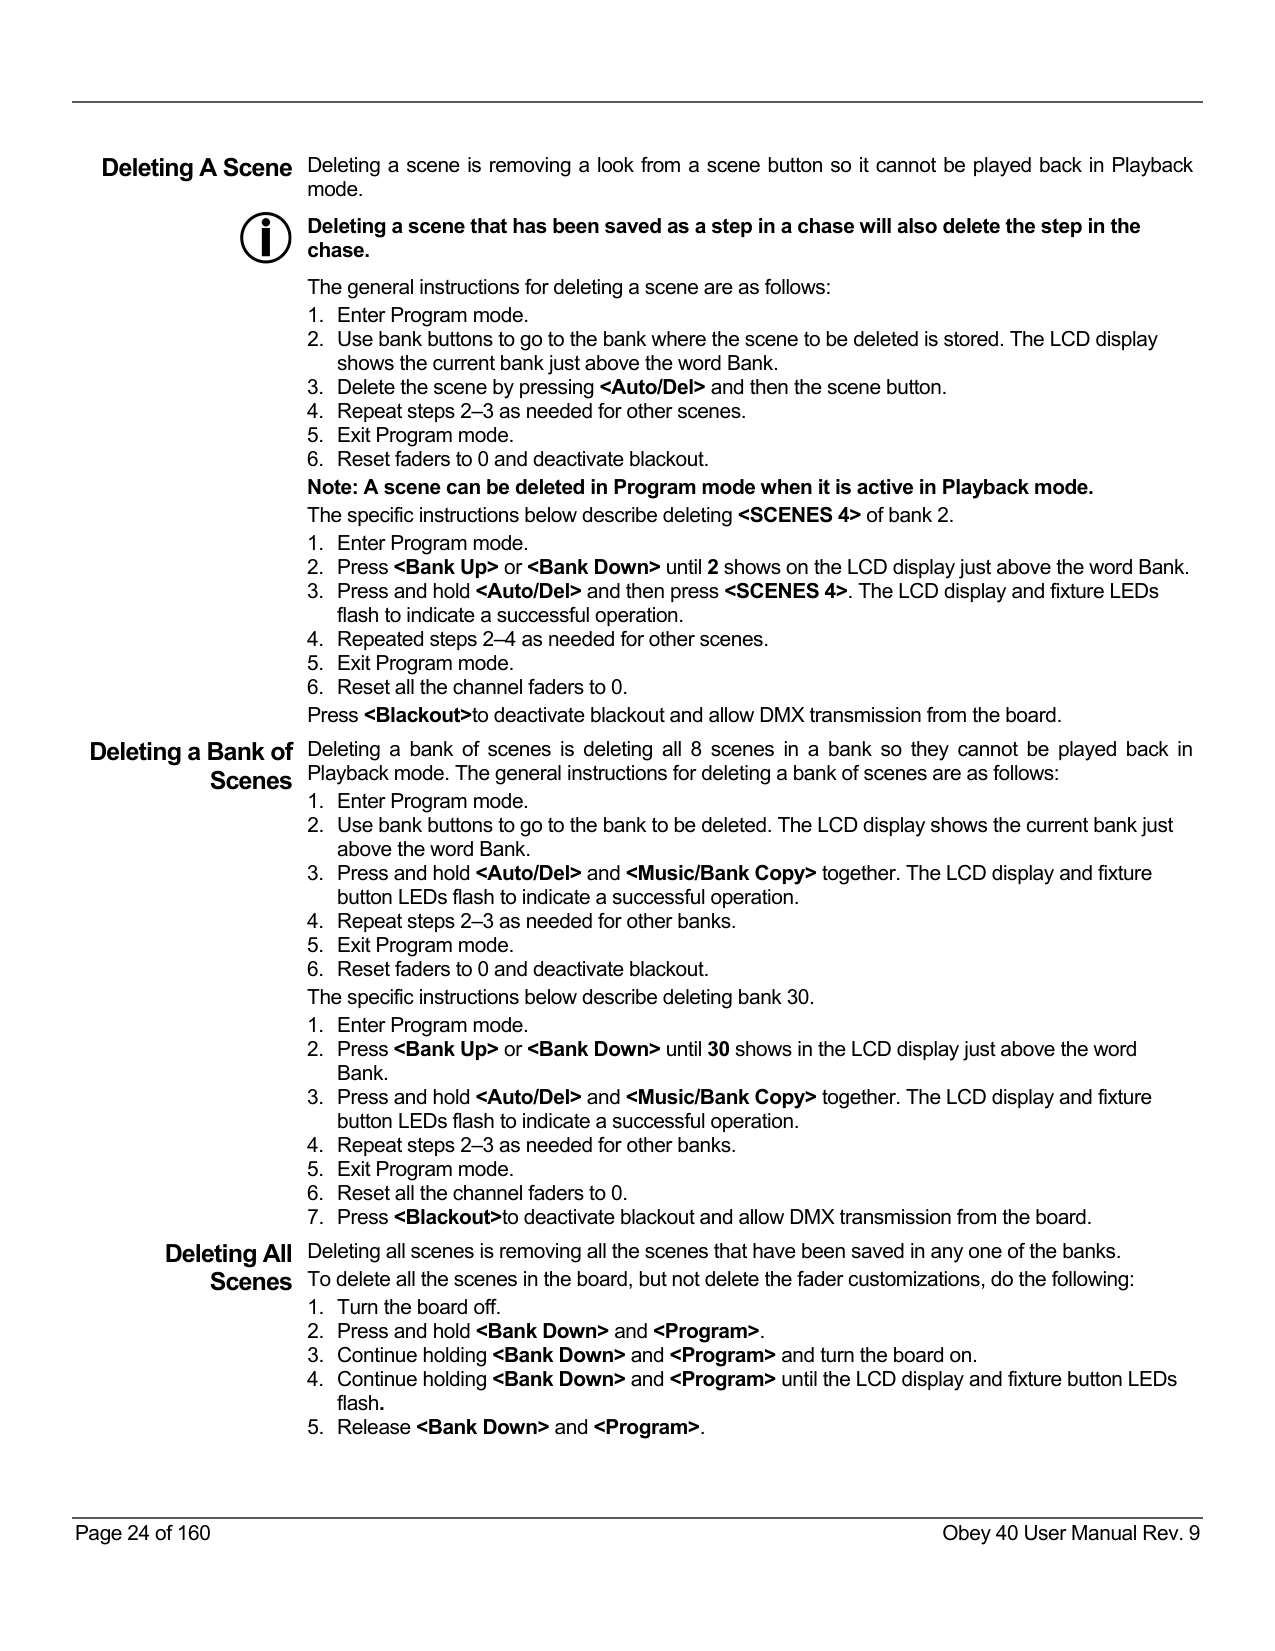 Deleting A Scene
Deleting a scene is removing a look from a scene button so it cannot be played back in Playback
mode.
Deleting a scene that has been saved as a step in a chase will also delete the step in the
chase.
The general instructions for deleting a scene are as follows:
1. Enter Program mode.
2. Use bank buttons to go to the bank where the scene to be deleted is stored. The LCD display
shows the current bank just above the word Bank.
3. Delete the scene by pressing <Auto/Del> and then the scene button.
4. Repeat steps 2–3 as needed for other scenes.
5. Exit Program mode.
6. Reset faders to 0 and deactivate blackout.
Note: A scene can be deleted in Program mode when it is active in Playback mode.
The specific instructions below describe deleting <SCENES 4> of bank 2.
1. Enter Program mode.
2. Press <Bank Up> or <Bank Down> until 2 shows on the LCD display just above the word Bank.
3. Press and hold <Auto/Del> and then press <SCENES 4>. The LCD display and fixture LEDs
flash to indicate a successful operation.
4. Repeated steps 2–4 as needed for other scenes.
5. Exit Program mode.
6. Reset all the channel faders to 0.
Press <Blackout>to deactivate blackout and allow DMX transmission from the board.
Deleting a Bank of
Scenes
Deleting a bank of scenes is deleting all 8 scenes in a bank so they cannot be played back in
Playback mode. The general instructions for deleting a bank of scenes are as follows:
1. Enter Program mode.
2. Use bank buttons to go to the bank to be deleted. The LCD display shows the current bank just
above the word Bank.
3. Press and hold <Auto/Del> and <Music/Bank Copy> together. The LCD display and fixture
button LEDs flash to indicate a successful operation.
4. Repeat steps 2–3 as needed for other banks.
5. Exit Program mode.
6. Reset faders to 0 and deactivate blackout.
The specific instructions below describe deleting bank 30.
1. Enter Program mode.
2. Press <Bank Up> or <Bank Down> until 30 shows in the LCD display just above the word
Bank.
3. Press and hold <Auto/Del> and <Music/Bank Copy> together. The LCD display and fixture
button LEDs flash to indicate a successful operation.
4. Repeat steps 2–3 as needed for other banks.
5. Exit Program mode.
6. Reset all the channel faders to 0.
7. Press <Blackout>to deactivate blackout and allow DMX transmission from the board.
Deleting All
Scenes
Deleting all scenes is removing all the scenes that have been saved in any one of the banks.
To delete all the scenes in the board, but not delete the fader customizations, do the following:
1. Turn the board off.
2. Press and hold <Bank Down> and <Program>.
3. Continue holding <Bank Down> and <Program> and turn the board on.
4. Continue holding <Bank Down> and <Program> until the LCD display and fixture button LEDs
flash.
5. Release <Bank Down> and <Program>.
Page 24 of 160
Obey 40 User Manual Rev. 9